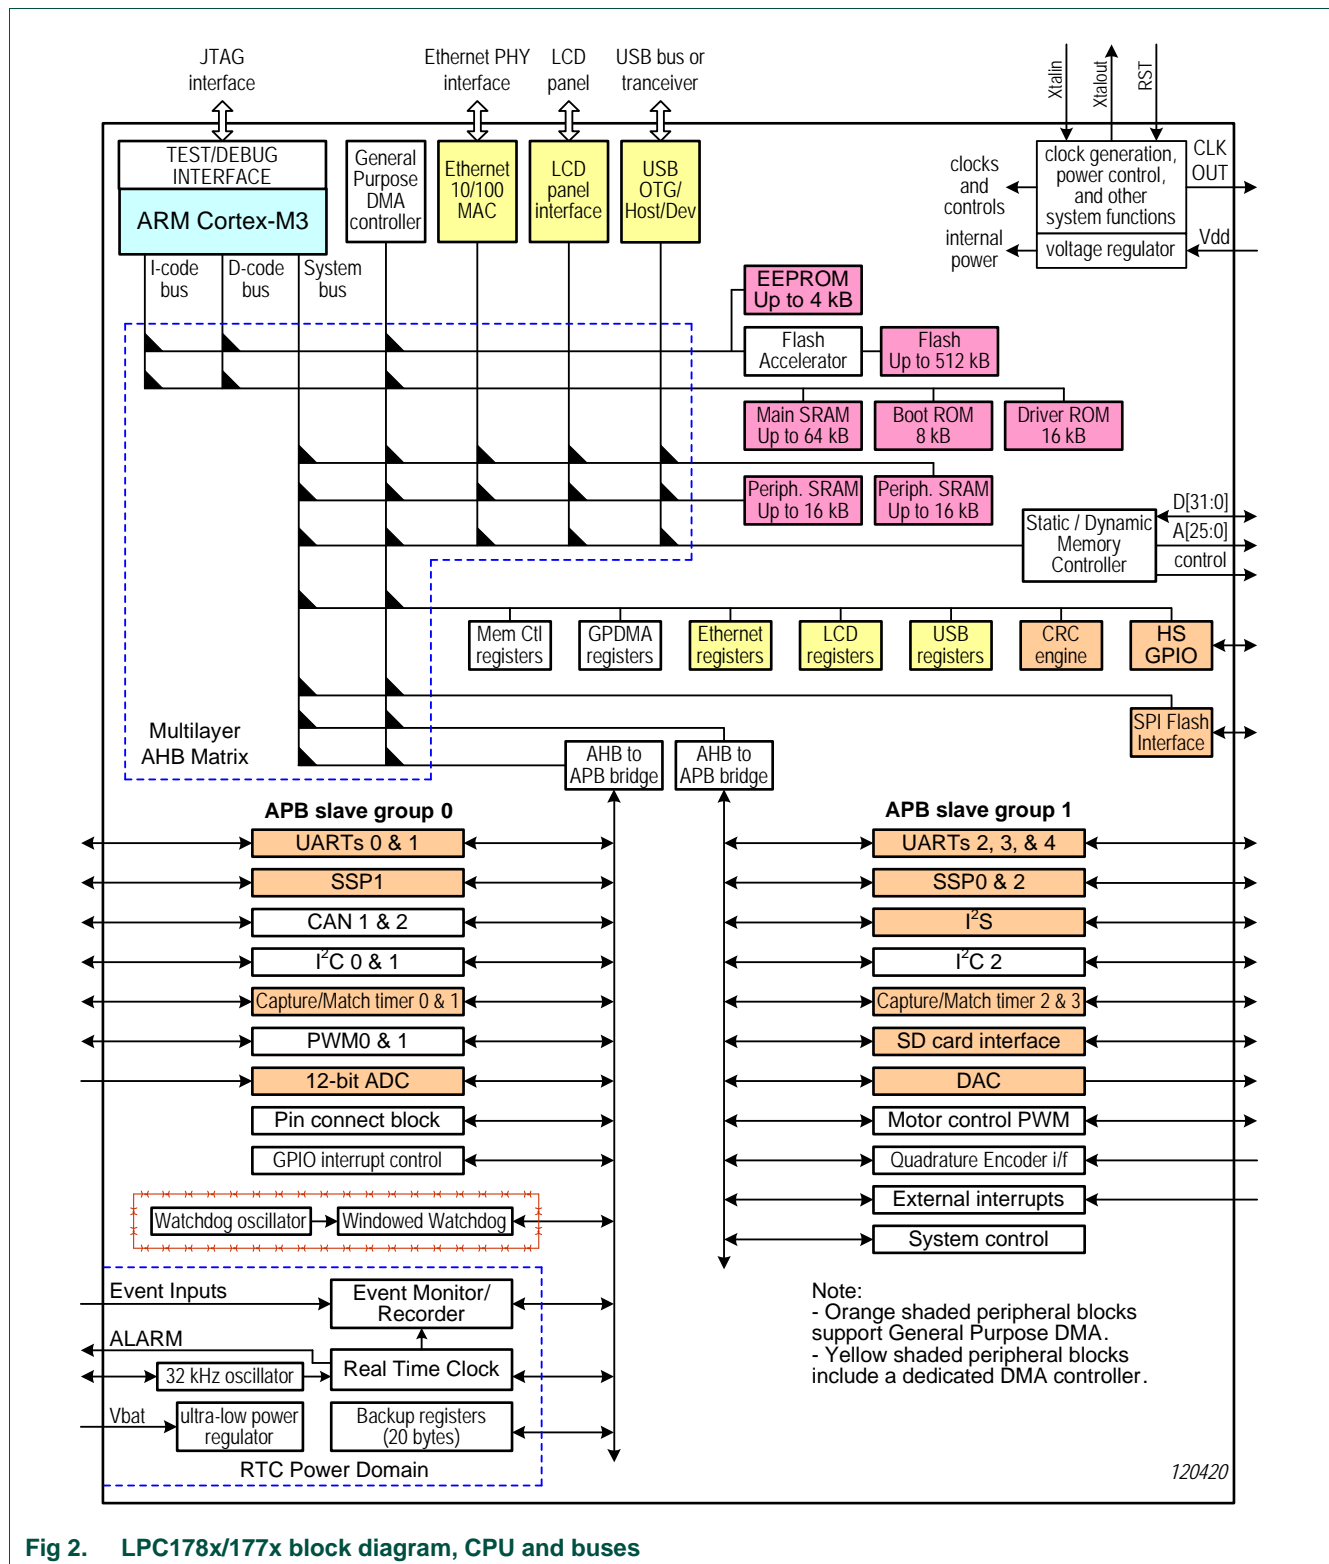 JTAG
interface
Ethernet PHY
interface
LCD
panel
USB bus or
tranceiver
Xtalin
Xtalout
RST
TEST/DEBUG
INTERFACE
ARM Cortex-M3
General
Purpose
DMA
controller
Ethernet
10/100
MAC
LCD
panel
interface
USB
OTG/
Host/Dev
clocks
and
controls
clock generation,
power control,
and other
system functions
CLK
OUT
internal
power
voltage regulator
Vdd
I-code
bus
D-code
bus
System
bus
EEPROM
Up to 4 kB
Flash
Accelerator
Flash
Up to 512 kB
Main SRAM
Up to 64 kB
Boot ROM
8 kB
Driver ROM
16 kB
Periph. SRAM
Up to 16 kB
Periph. SRAM
Up to 16 kB
Static / Dynamic
Memory
Controller
D[31:0]
A[25:0]
control
Mem Ctl
registers
GPDMA
registers
Ethernet
registers
LCD
registers
USB
registers
CRC
engine
HS
GPIO
SPI Flash
Interface
Multilayer
AHB Matrix
AHB to
APB bridge
AHB to
APB bridge
APB slave group 0
UARTs 0 & 1
SSP1
CAN 1 & 2
I²C 0 & 1
Capture/Match timer 0 & 1
PWM0 & 1
12-bit ADC
Pin connect block
GPIO interrupt control
Watchdog oscillator
Windowed Watchdog
APB slave group 1
UARTs 2, 3, & 4
SSP0 & 2
I²S
I²C 2
Capture/Match timer 2 & 3
SD card interface
DAC
Motor control PWM
Quadrature Encoder i/f
External interrupts
System control
Event Inputs
Event Monitor/
Recorder
ALARM
Real Time Clock
32 kHz oscillator
Vbat
ultra-low power
regulator
Backup registers
(20 bytes)
RTC Power Domain
Note:
- Orange shaded peripheral blocks
support General Purpose DMA.
- Yellow shaded peripheral blocks
include a dedicated DMA controller.
120420
Fig 2. LPC178x/177x block diagram, CPU and buses